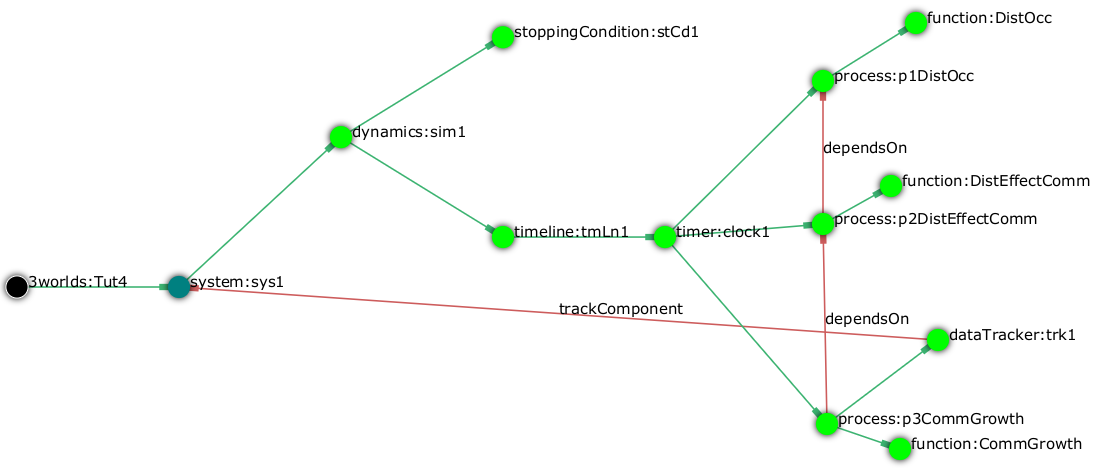 function:DistOcc
stoppingCondition:stCd1
process:p1DistOcc
dynamics:sim1
dependsOn
function:DistEffectComm
process:p2DistEffectComm
timeline:tmLn1
timer:clock1
3worlds:Tut4
system:sys1
trackComponent
dependsOn
dataTracker:trk1
process:p3CommGrowth
function:CommGrowth